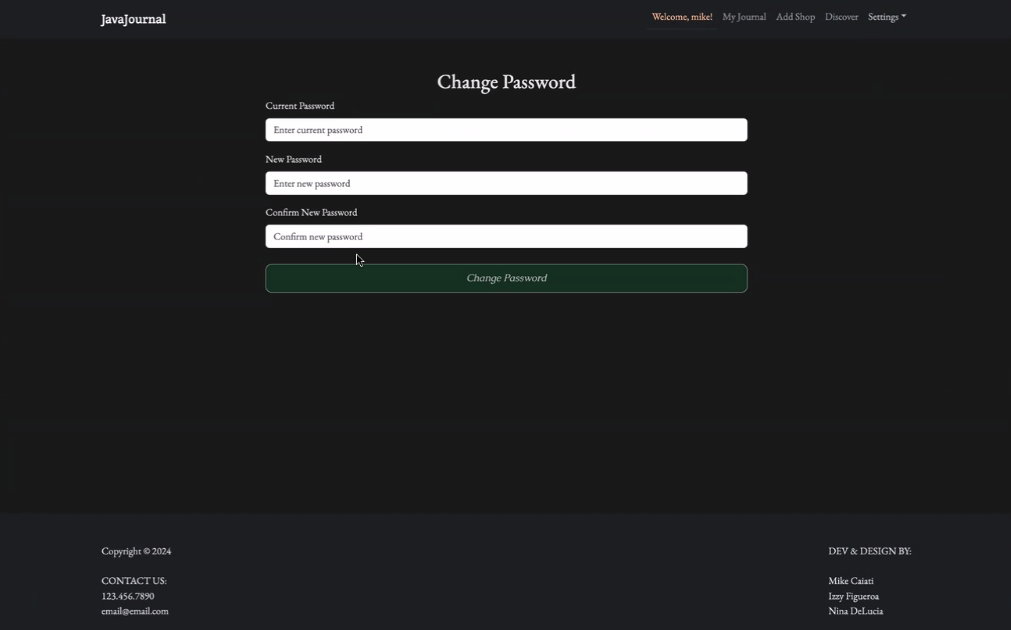 JavaJournal
Welcome, mike! My Journal Add Shop Discover Settings
Change Password
Current Password
Enter current password
New Password
Enter new password
Confirm New Password
Confirm new password
Change Password
Copyright © 2024
CONTACT US:
123.456.7890
email@email.com
DEV & DESIGN BY:
Mike Caiati
Izzy Figueroa
Nina DeLucia